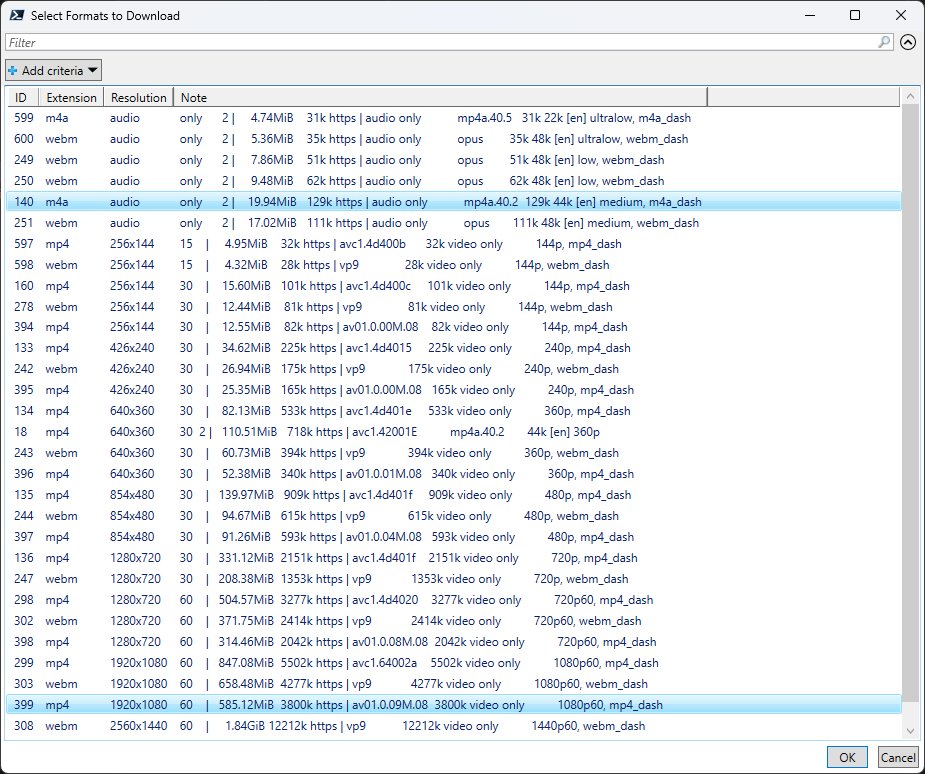 Select Formats to Download
Filter
Add criteria
ID Extension Resolution Note
599 m4a audio only 2 | 4.74MiB 31k https | audio only mp4a.40.5 31k 22k [en] ultralow, m4a_dash
600 webm audio only 2 | 5.36MiB 35k https | audio only opus 35k 48k [en] ultralow, webm_dash
249 webm audio only 2 | 7.86MiB 51k https | audio only opus 51k 48k [en] low, webm_dash
250 webm audio only 2 | 9.48MiB 62k https | audio only opus 62k 48k [en] low, webm_dash
140 m4a audio only 2 | 19.94MiB 129k https | audio only mp4a.40.2 129k 44k [en] medium, m4a_dash
251 webm audio only 2 | 17.02MiB 111k https | audio only opus 111k 48k [en] medium, webm_dash
597 mp4 256x144 15 | 4.95MiB 32k https | avc1.4d400b 32k video only 144p, mp4_dash
598 webm 256x144 15 | 4.32MiB 28k https | vp9 28k video only 144p, webm_dash
160 mp4 256x144 30 | 15.60MiB 101k https | avc1.4d400c 101k video only 144p, mp4_dash
278 webm 256x144 30 | 12.44MiB 81k https | vp9 81k video only 144p, webm_dash
394 mp4 256x144 30 | 12.55MiB 82k https | av01.0.00M.08 82k video only 144p, mp4_dash
133 mp4 426x240 30 | 34.62MiB 225k https | avc1.4d4015 225k video only 240p, mp4_dash
242 webm 426x240 30 | 26.94MiB 175k https | vp9 175k video only 240p, webm_dash
395 mp4 426x240 30 | 25.35MiB 165k https | av01.0.00M.08 165k video only 240p, mp4_dash
134 mp4 640x360 30 | 82.13MiB 533k https | avc1.4d401e 533k video only 360p, mp4_dash
18 mp4 640x360 30 2 | 110.51MiB 718k https | avc1.42001E mp4a.40.2 44k [en] 360p
243 webm 640x360 30 | 60.73MiB 394k https | vp9 394k video only 360p, webm_dash
396 mp4 640x360 30 | 52.38MiB 340k https | av01.0.01M.08 340k video only 360p, mp4_dash
135 mp4 854x480 30 | 139.97MiB 909k https | avc1.4d401f 909k video only 480p, mp4_dash
244 webm 854x480 30 | 94.67MiB 615k https | vp9 615k video only 480p, webm_dash
397 mp4 854x480 30 | 91.26MiB 593k https | av01.0.04M.08 593k video only 480p, mp4_dash
136 mp4 1280x720 30 | 331.12MiB 2151k https | avc1.4d401f 2151k video only 720p, mp4_dash
247 webm 1280x720 30 | 208.38MiB 1353k https | vp9 1353k video only 720p, webm_dash
298 mp4 1280x720 60 | 504.57MiB 3277k https | avc1.4d4020 3277k video only 720p60, mp4_dash
302 webm 1280x720 60 | 371.75MiB 2414k https | vp9 2414k video only 720p60, webm_dash
398 mp4 1280x720 60 | 314.46MiB 2042k https | av01.0.08M.08 2042k video only 720p60, mp4_dash
299 mp4 1920x1080 60 | 847.08MiB 5502k https | avc1.64002a 5502k video only 1080p60, mp4_dash
303 webm 1920x1080 60 | 658.48MiB 4277k https | vp9 4277k video only 1080p60, webm_dash
399 mp4 1920x1080 60 | 585.12MiB 3800k https | av01.0.09M.08 3800k video only 1080p60, mp4_dash
308 webm 2560x1440 60 | 1.84GiB 12212k https | vp9 12212k video only 1440p60, webm_dash
OK Cancel